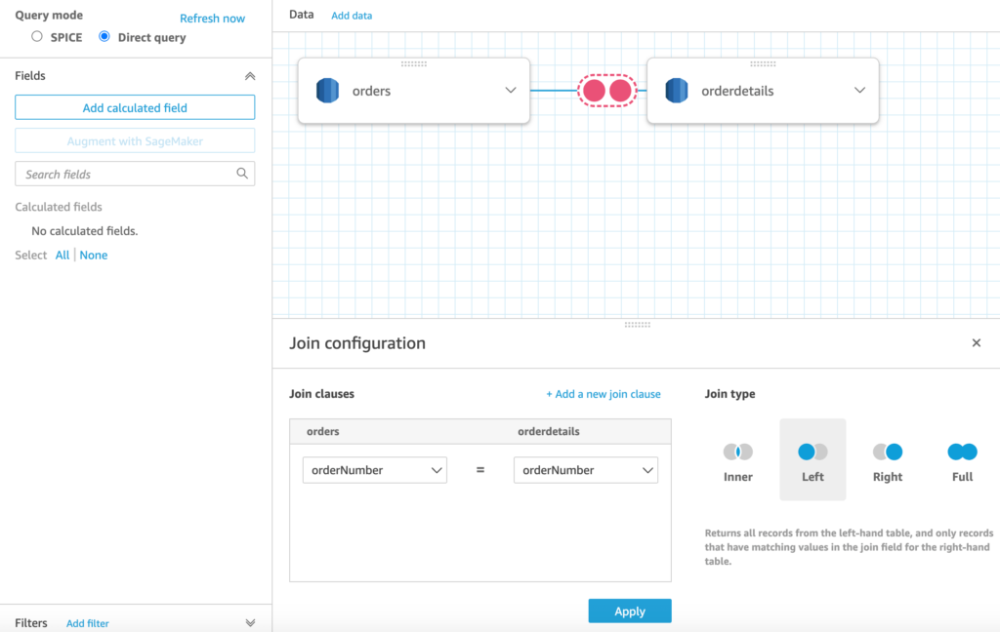 Query mode
Refresh now
SPICE Direct query
Fields
Add calculated field
Augment with SageMaker
Search fields
Calculated fields
No calculated fields.
Select All | None
Filters Add filter
Data Add data
orders
orderdetails
Join configuration
Join clauses
+ Add a new join clause
orders orderdetails
orderNumber = orderNumber
Join type
Inner Left Right Full
Returns all records from the left-hand table, and only records
that have matching values in the join field for the right-hand
table.
Apply